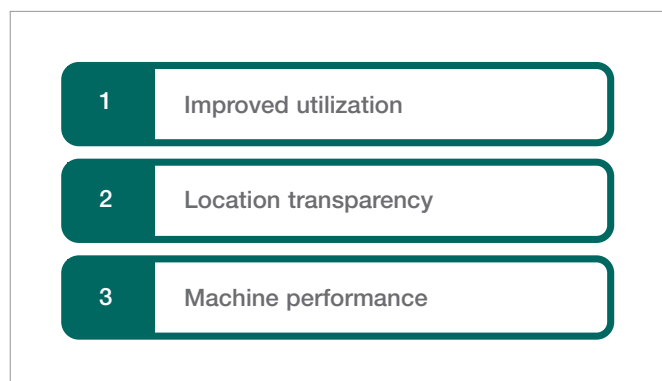 1 Improved utilization
2 Location transparency
3 Machine performance